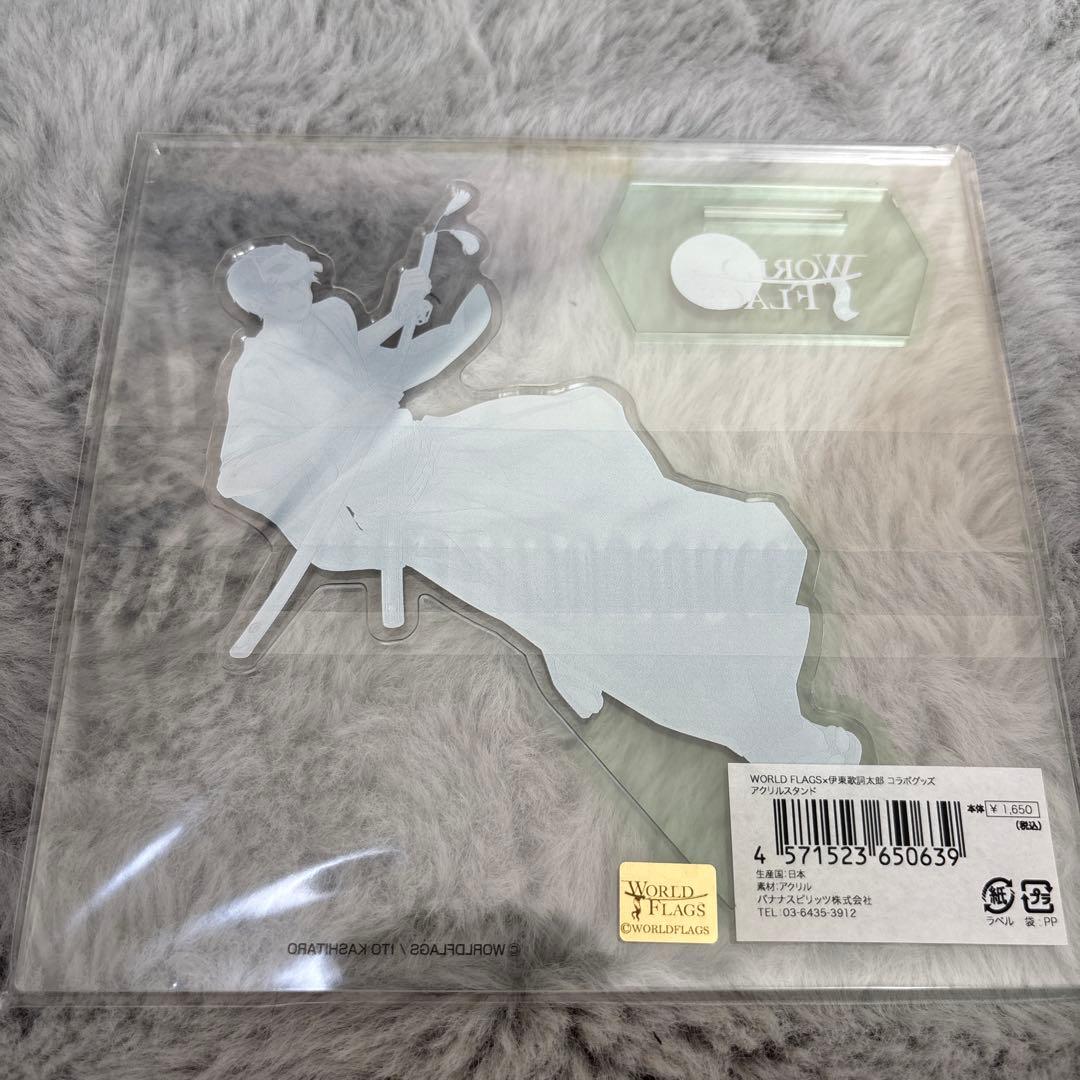 WORLD
FLAGS
WORLD FLAGS×伊東歌詞太郎 コラボグッズ
アクリルスタンド
本体 ¥ 1,650
(税込)
4 571523 650639
生産国:日本
素材:アクリル
バナナスピリッツ株式会社
TEL:03-6435-3912
紙 プラ
ラベル 袋:PP
WORLD
FLAGS
©WORLDFLAGS
©WORLDFLAGS / ITO KASHITARO